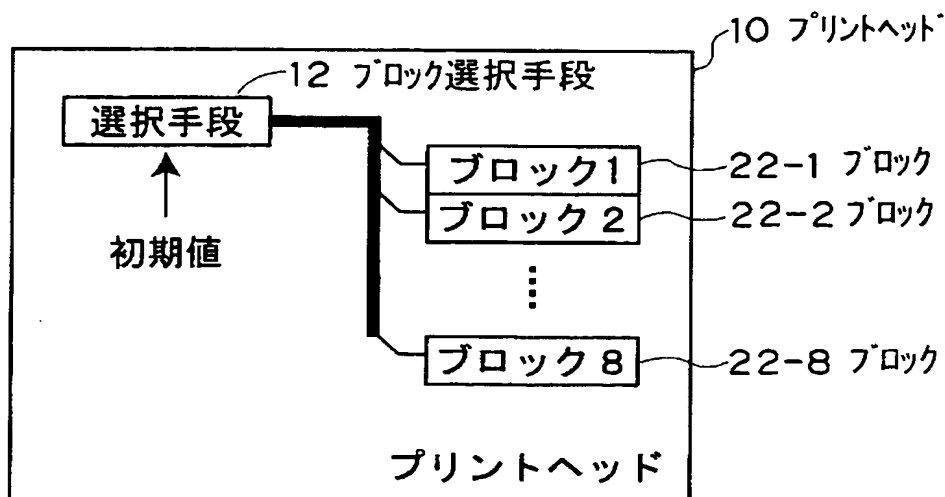 10 プリントヘッド
12 ブロック選択手段
選択手段
ブロック1
22-1 ブロック
ブロック2
22-2 ブロック
初期値
ブロック8
22-8 ブロック
プリントヘッド